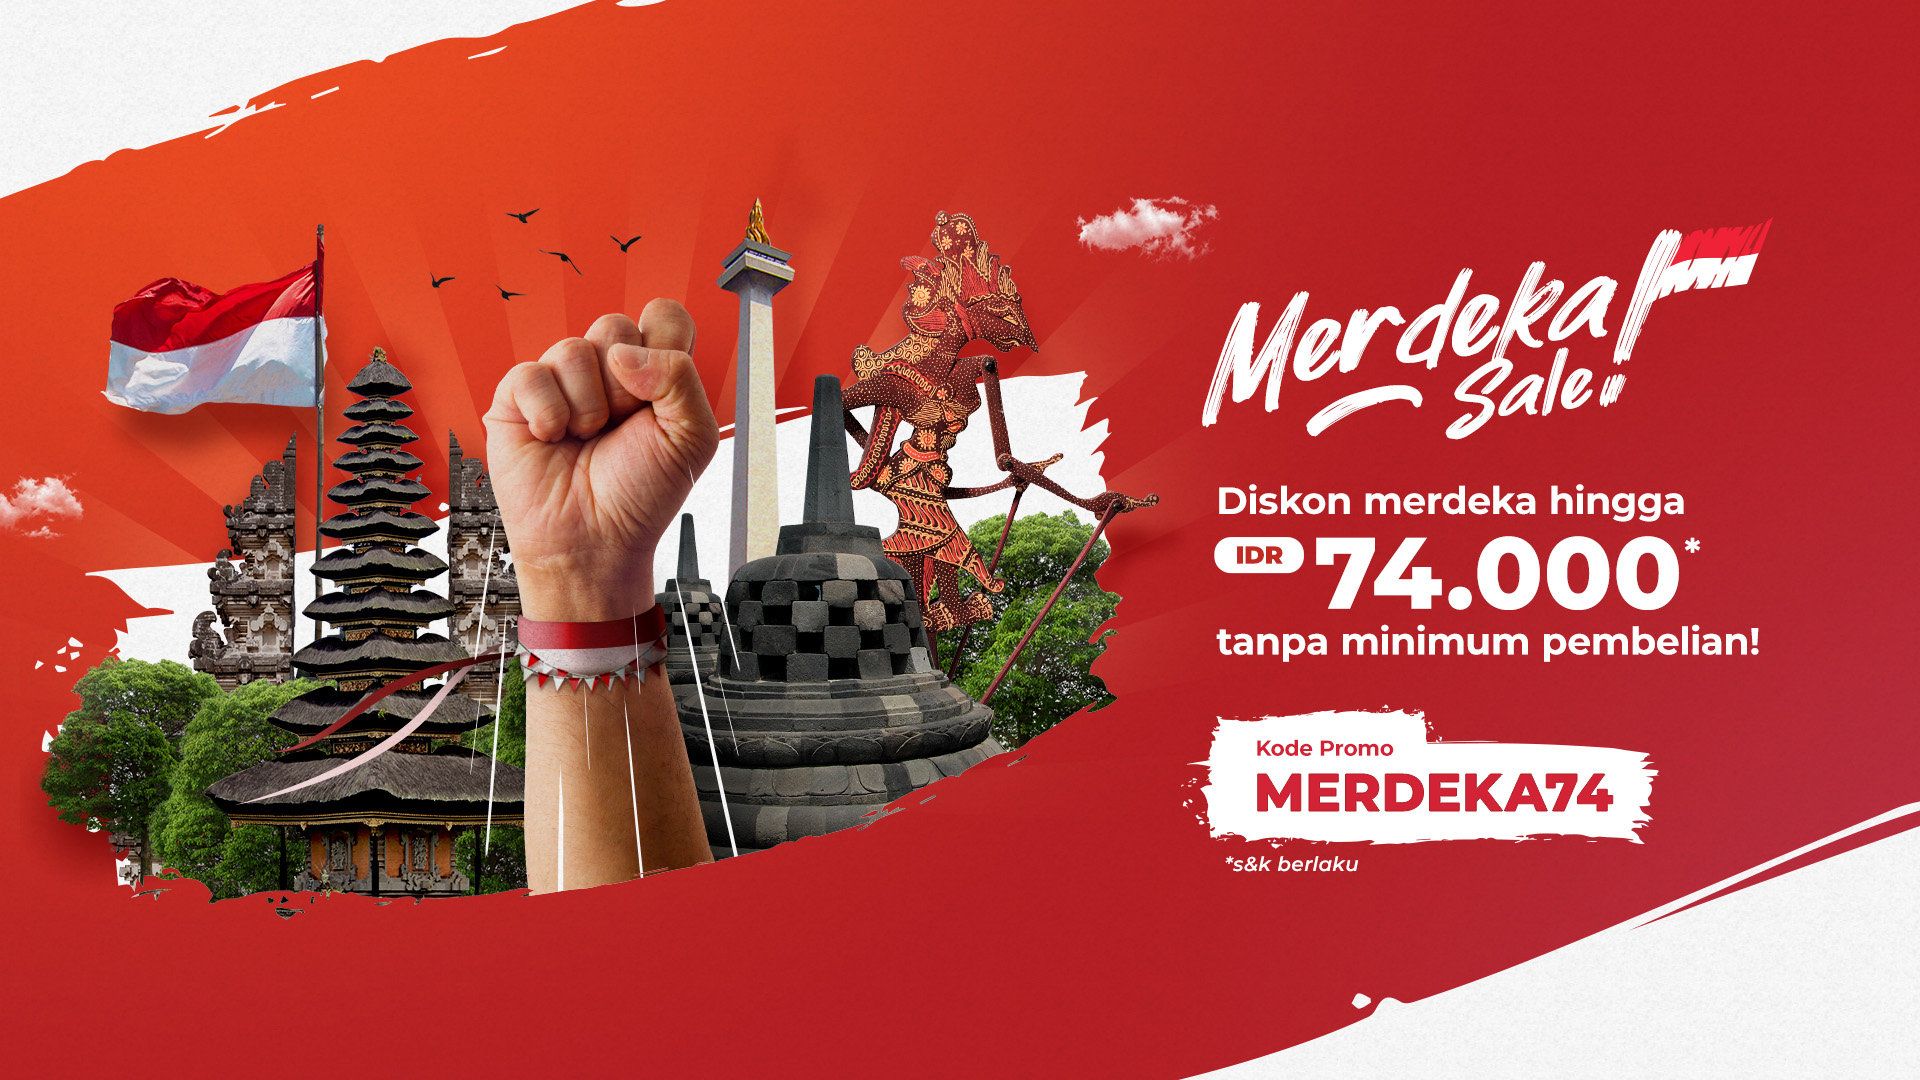 Merdeka
Sale!
Diskon merdeka hingga
IDR 74.000*
tanpa minimum pembelian!
Kode Promo
MERDEKA74
*s&k berlaku